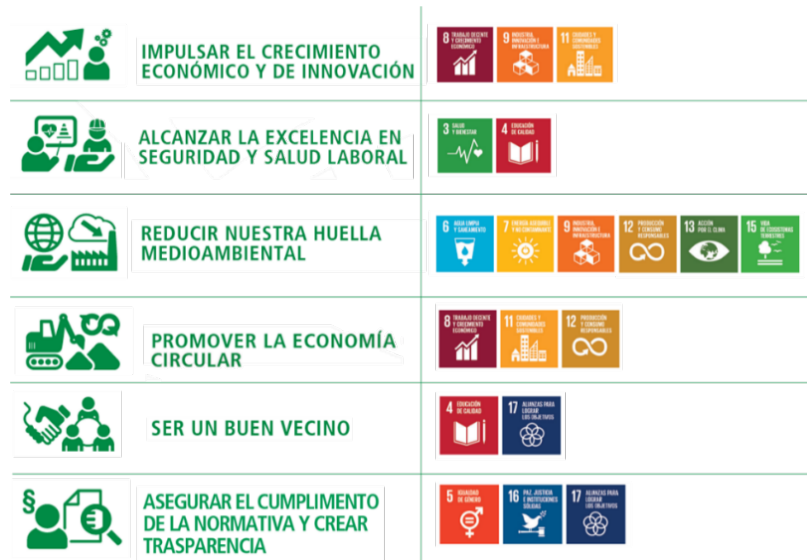 IMPULSAR EL CRECIMIENTO
ECONÓMICO Y DE INNOVACIÓN
8 TRABAJO DECENTE
Y CRECIMIENTO
ECONÓMICO
9 INDUSTRIA,
INNOVACIÓN E
INFRAESTRUCTURA
11 CIUDADES Y
COMUNIDADES
SOSTENIBLES
ALCANZAR LA EXCELENCIA EN
SEGURIDAD Y SALUD LABORAL
3 SALUD
Y BIENESTAR
4 EDUCACIÓN
DE CALIDAD
REDUCIR NUESTRA HUELLA
MEDIOAMBIENTAL
6 AGUA LIMPIA
Y SANEAMIENTO
7 ENERGÍA ASEQUIBLE
Y NO CONTAMINANTE
9 INDUSTRIA,
INNOVACIÓN E
INFRAESTRUCTURA
12 PRODUCCIÓN
Y CONSUMO
RESPONSABLES
13 ACCIÓN
POR EL CLIMA
15 VIDA
DE ECOSISTEMAS
TERRESTRES
PROMOVER LA ECONOMÍA
CIRCULAR
8 TRABAJO DECENTE
Y CRECIMIENTO
ECONÓMICO
11 CIUDADES Y
COMUNIDADES
SOSTENIBLES
12 PRODUCCIÓN
Y CONSUMO
RESPONSABLES
SER UN BUEN VECINO
4 EDUCACIÓN
DE CALIDAD
17 ALIANZAS PARA
LOGRAR
LOS OBJETIVOS
§
ASEGURAR EL CUMPLIMENTO
DE LA NORMATIVA Y CREAR
TRASPARENCIA
5 IGUALDAD
DE GÉNERO
16 PAZ, JUSTICIA
E INSTITUCIONES
SÓLIDAS
17 ALIANZAS PARA
LOGRAR
LOS OBJETIVOS